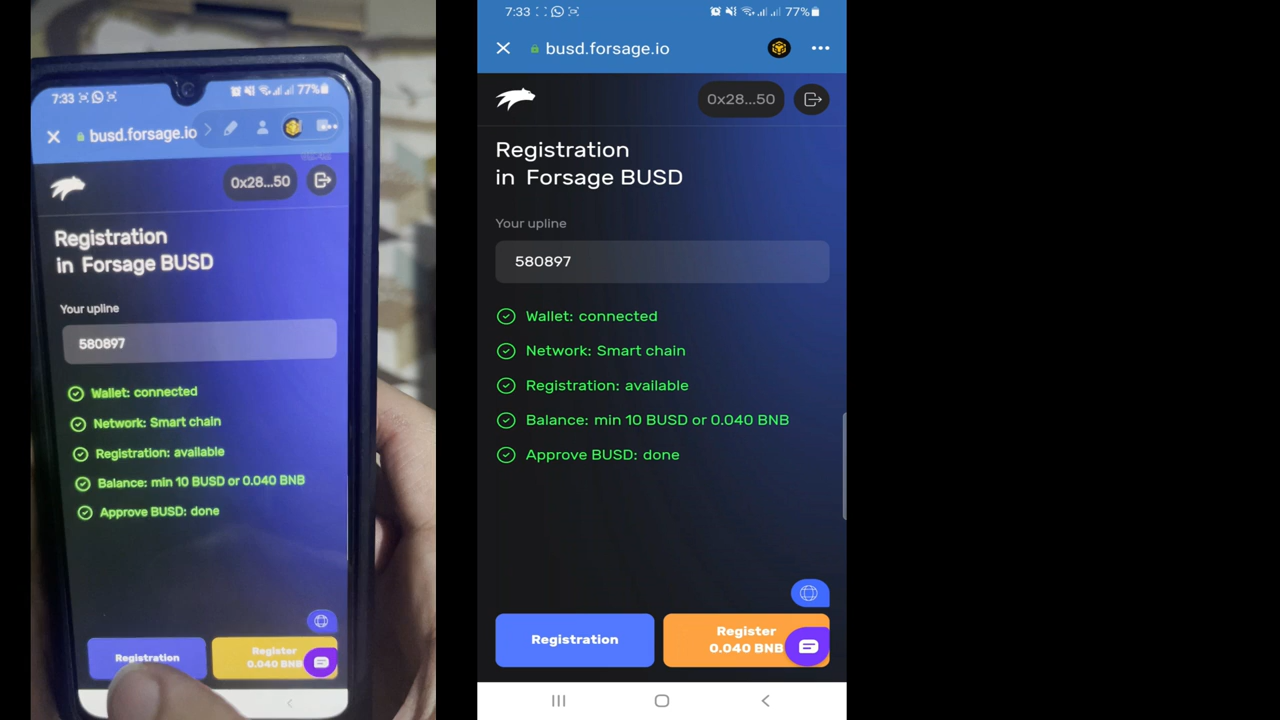 7:33
77%
busd.forsage.io
0x28...50
Registration
in Forsage BUSD
Your upline
580897
Wallet: connected
Network: Smart chain
Registration: available
Balance: min 10 BUSD or 0.040 BNB
Approve BUSD: done
Registration
Register
0.040 BNB
7:33
77%
busd.forsage.io
0x28...50
Registration
in Forsage BUSD
Your upline
580897
Wallet: connected
Network: Smart chain
Registration: available
Balance: min 10 BUSD or 0.040 BNB
Approve BUSD: done
Registration
Register
0.040 BNB